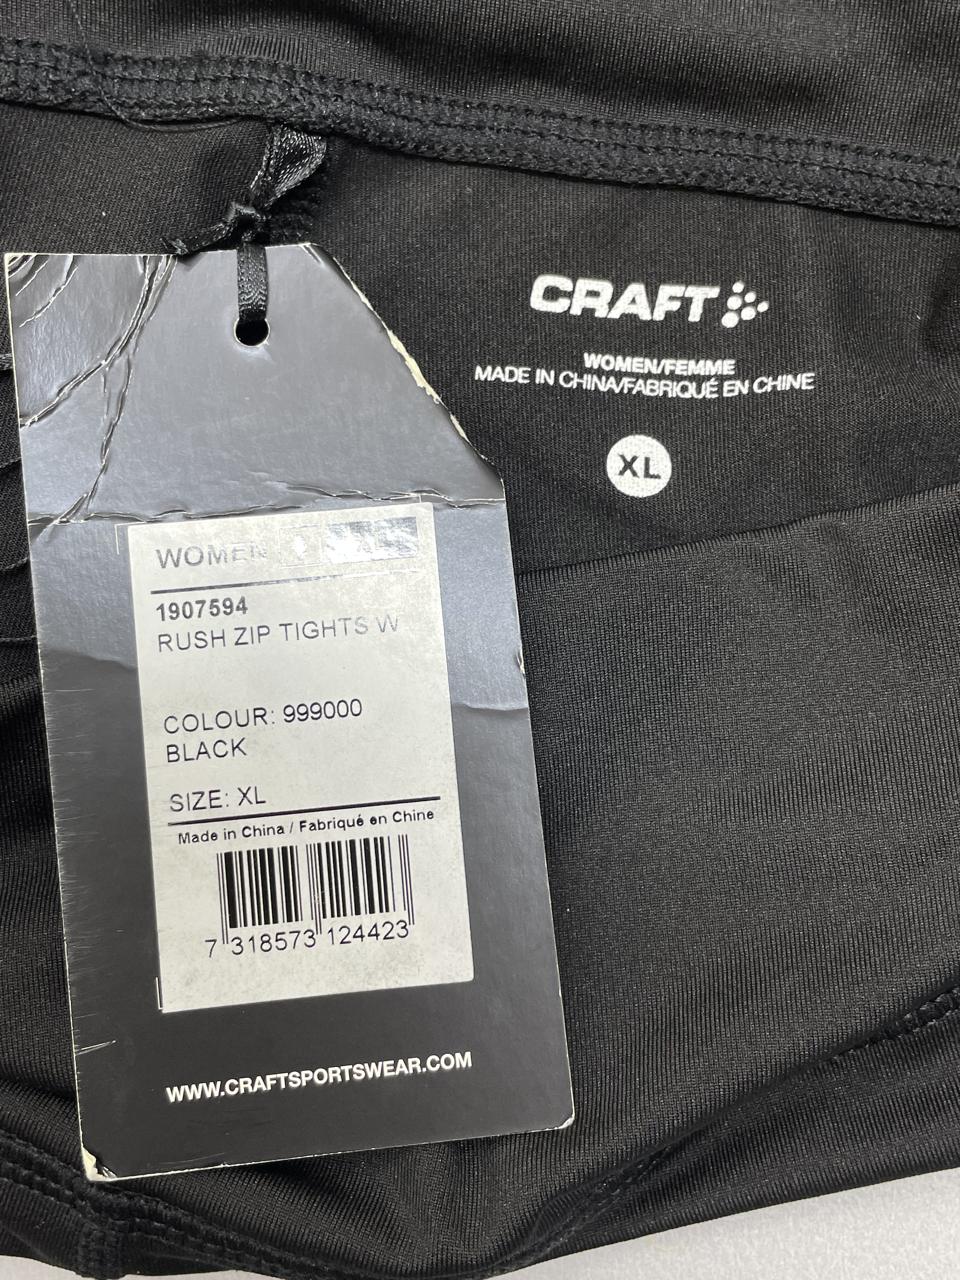 CRAFT
WOMEN/FEMME
MADE IN CHINA/FABRIQUÉ EN CHINE
XL
WOMEN XL
1907594
RUSH ZIP TIGHTS W
COLOUR: 999000
BLACK
SIZE: XL
Made in China / Fabriqué en Chine
7 318573 124423
WWW.CRAFTSPORTSWEAR.COM